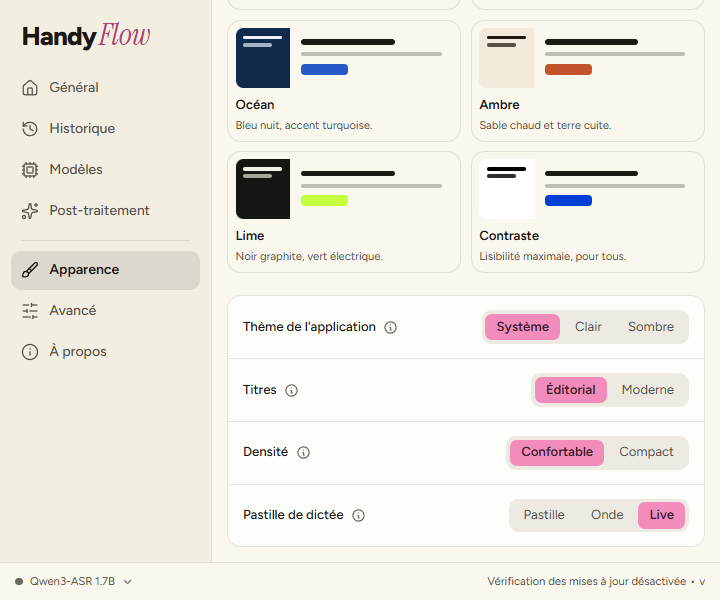 Handy Flow
Général
Historique
Modèles
Post-traitement
Apparence
Avancé
À propos
Océan
Bleu nuit, accent turquoise.
Ambre
Sable chaud et terre cuite.
Lime
Noir graphite, vert électrique.
Contraste
Lisibilité maximale, pour tous.
Thème de l'application
Système Clair Sombre
Titres
Éditorial Moderne
Densité
Confortable Compact
Pastille de dictée
Pastille Onde Live
Qwen3-ASR 1.7B
Vérification des mises à jour désactivée • v